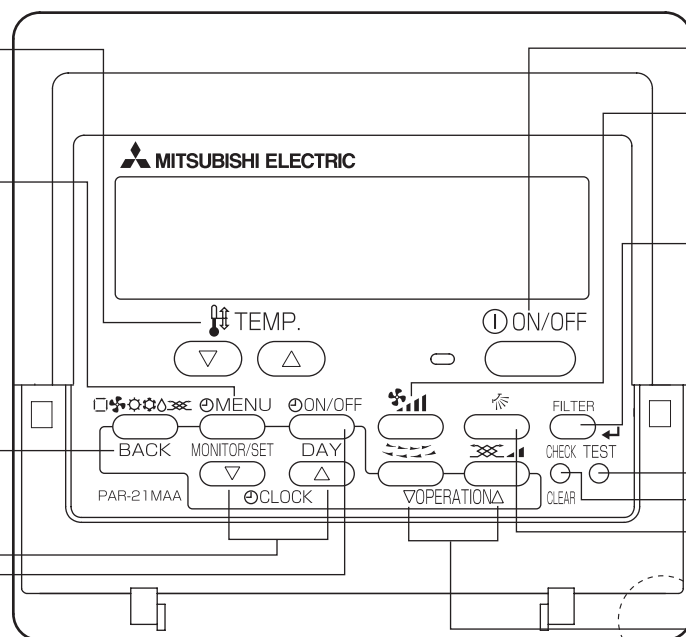 MITSUBISHI ELECTRIC
TEMP.
ON/OFF
MENU
ON/OFF
FILTER
BACK
MONITOR/SET
DAY
CHECK
TEST
PAR-21MAA
CLOCK
▽OPERATION△
CLEAR